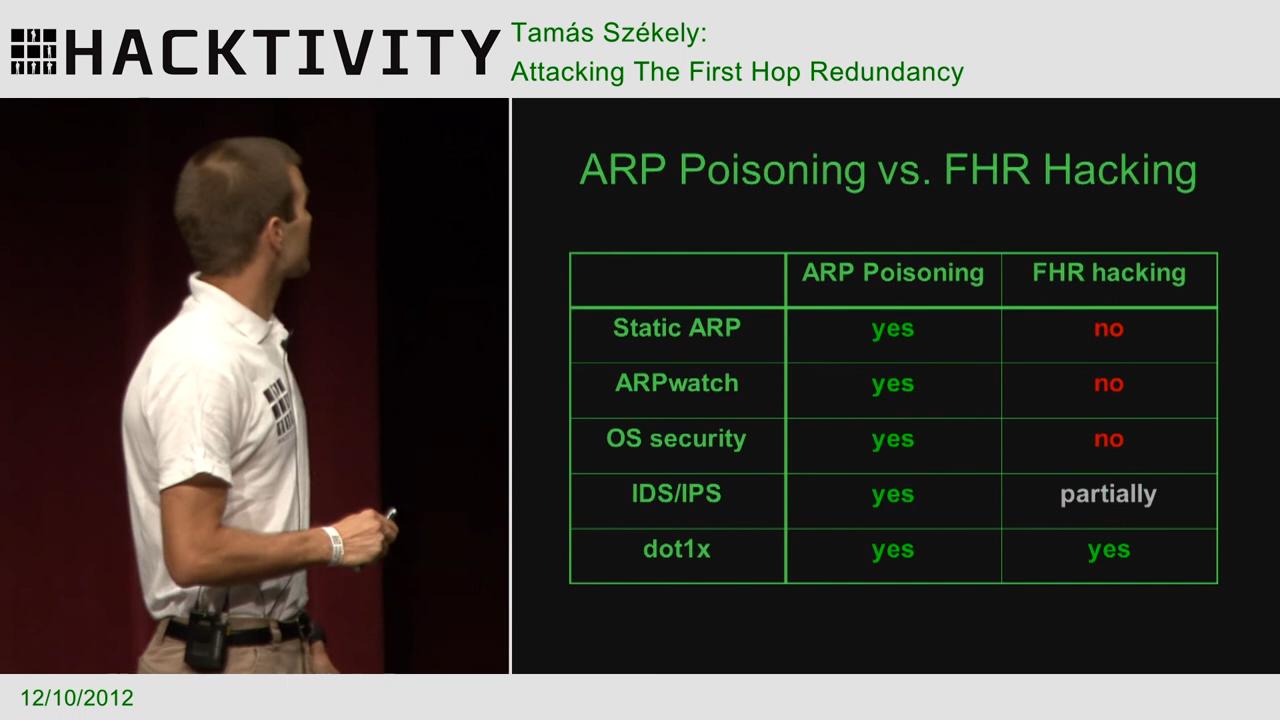 HACKTIVITY
Tamás Székely:
Attacking The First Hop Redundancy
ARP Poisoning vs. FHR Hacking
ARP Poisoning FHR hacking
Static ARP yes no
ARPwatch yes no
OS security yes no
IDS/IPS yes partially
dot1x yes yes
12/10/2012